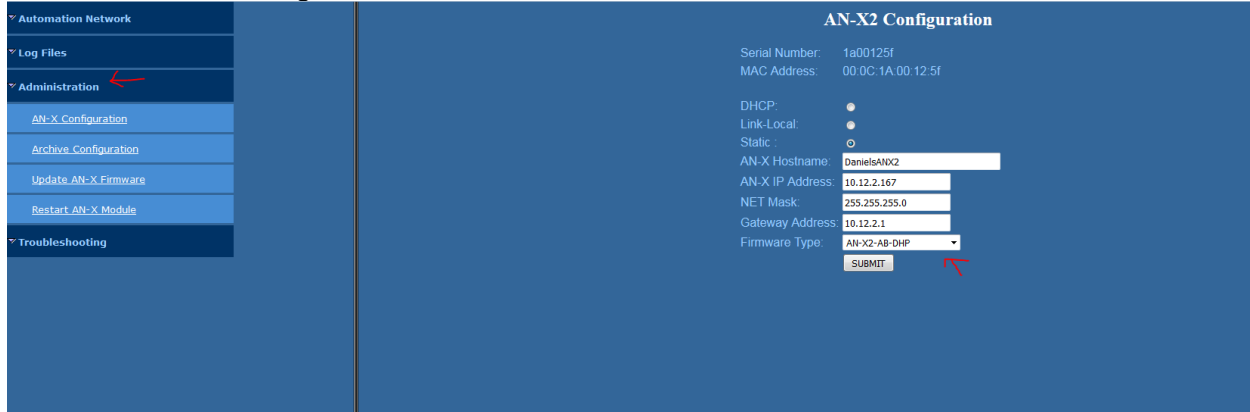 Automation Network
Log Files
Administration
AN-X Configuration
Archive Configuration
Update AN-X Firmware
Restart AN-X Module
Troubleshooting
AN-X2 Configuration
Serial Number: 1a00125f
MAC Address: 00:0C:1A:00:12:5f
DHCP:
Link-Local:
Static :
AN-X Hostname: DanielsANX2
AN-X IP Address: 10.12.2.167
NET Mask: 255.255.255.0
Gateway Address: 10.12.2.1
Firmware Type: AN-X2-AB-DHP
SUBMIT